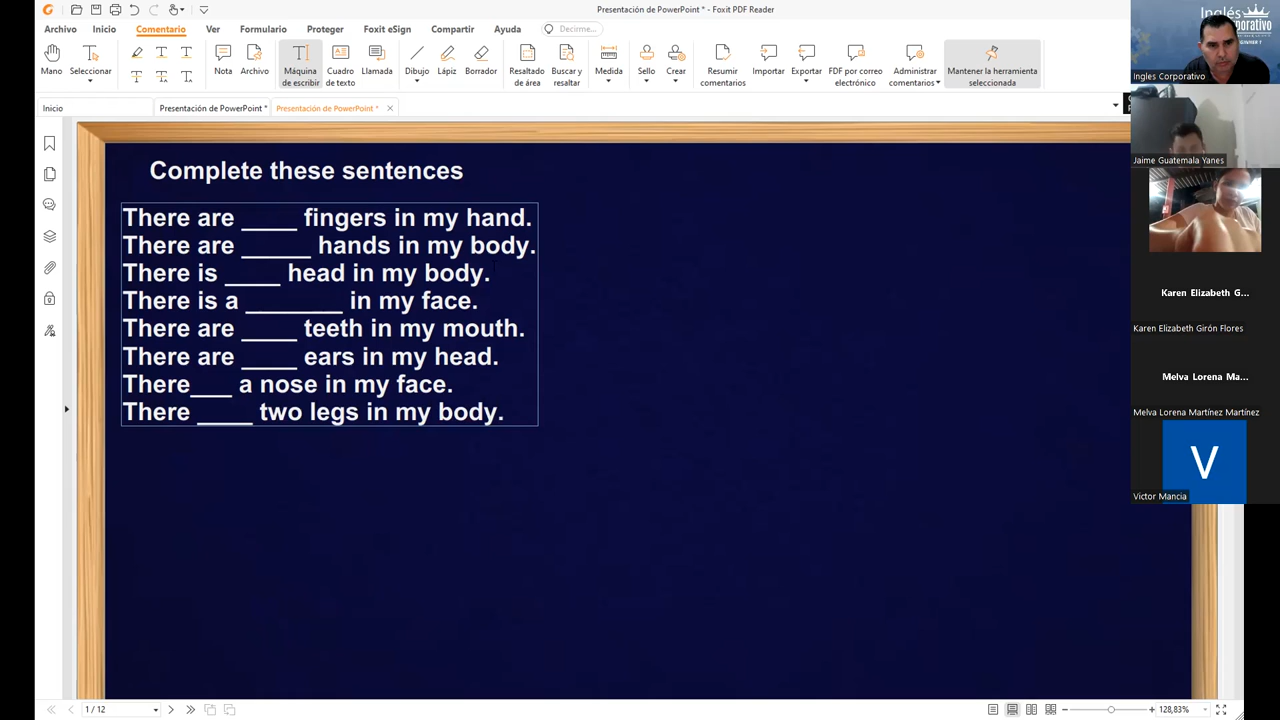 Presentación de PowerPoint * - Foxit PDF Reader
Archivo Inicio Comentario Ver Formulario Proteger Foxit eSign Compartir Ayuda Decirme...
Mano
Seleccionar
Nota
Archivo
Máquina de escribir
Cuadro de texto
Llamada
Dibujo
Lápiz
Borrador
Resaltado de área
Buscar y resaltar
Medida
Sello
Crear
Resumir comentarios
Importar
Exportar
FDF por correo electrónico
Administrar comentarios
Mantener la herramienta seleccionada
Inicio
Presentación de PowerPoint *
Presentación de PowerPoint *
Complete these sentences
There are ____ fingers in my hand.
There are _____ hands in my body.
There is ____ head in my body.
There is a _______ in my face.
There are ____ teeth in my mouth.
There are ____ ears in my head.
There___ a nose in my face.
There ____ two legs in my body.
1 / 12
128,83%
Inglés
Ingles Corporativo
Jaime Guatemala Yanes
Karen Elizabeth G...
Karen Elizabeth Girón Flores
Melva Lorena Ma...
Melva Lorena Martínez Martínez
V
Víctor Mancia